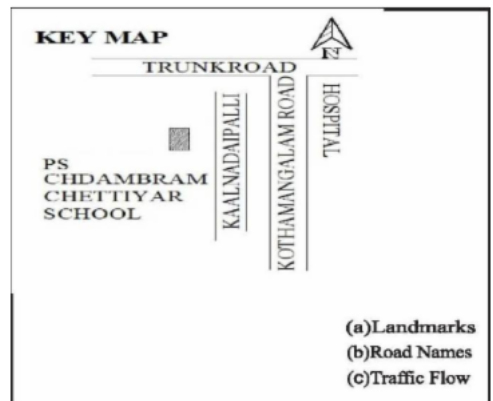 KEY MAP
N
TRUNKROAD
KAALNADAIPALLI
KOTHAMANGALAM ROAD
HOSPITAL
PS
CHDAMBRAM
CHETTIYAR
SCHOOL
(a)Landmarks
(b)Road Names
(c)Traffic Flow